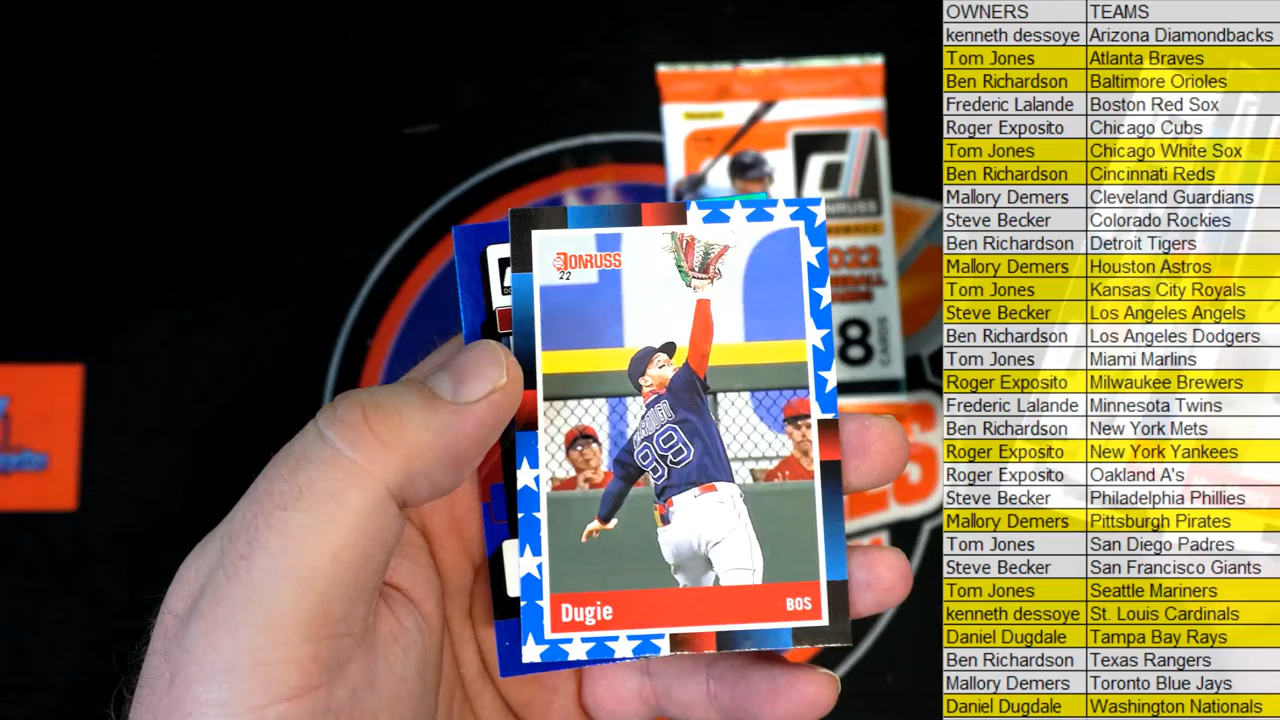 OWNERS TEAMS
kenneth dessoye Arizona Diamondbacks
Tom Jones Atlanta Braves
Ben Richardson Baltimore Orioles
Frederic Lalande Boston Red Sox
Roger Exposito Chicago Cubs
Tom Jones Chicago White Sox
Ben Richardson Cincinnati Reds
Mallory Demers Cleveland Guardians
Steve Becker Colorado Rockies
Ben Richardson Detroit Tigers
Mallory Demers Houston Astros
Tom Jones Kansas City Royals
Steve Becker Los Angeles Angels
Ben Richardson Los Angeles Dodgers
Tom Jones Miami Marlins
Roger Exposito Milwaukee Brewers
Frederic Lalande Minnesota Twins
Ben Richardson New York Mets
Roger Exposito New York Yankees
Roger Exposito Oakland A's
Steve Becker Philadelphia Phillies
Mallory Demers Pittsburgh Pirates
Tom Jones San Diego Padres
Steve Becker San Francisco Giants
Tom Jones Seattle Mariners
kenneth dessoye St. Louis Cardinals
Daniel Dugdale Tampa Bay Rays
Ben Richardson Texas Rangers
Mallory Demers Toronto Blue Jays
Daniel Dugdale Washington Nationals
DONRUSS
22
99
Dugie BOS
8
CARDS